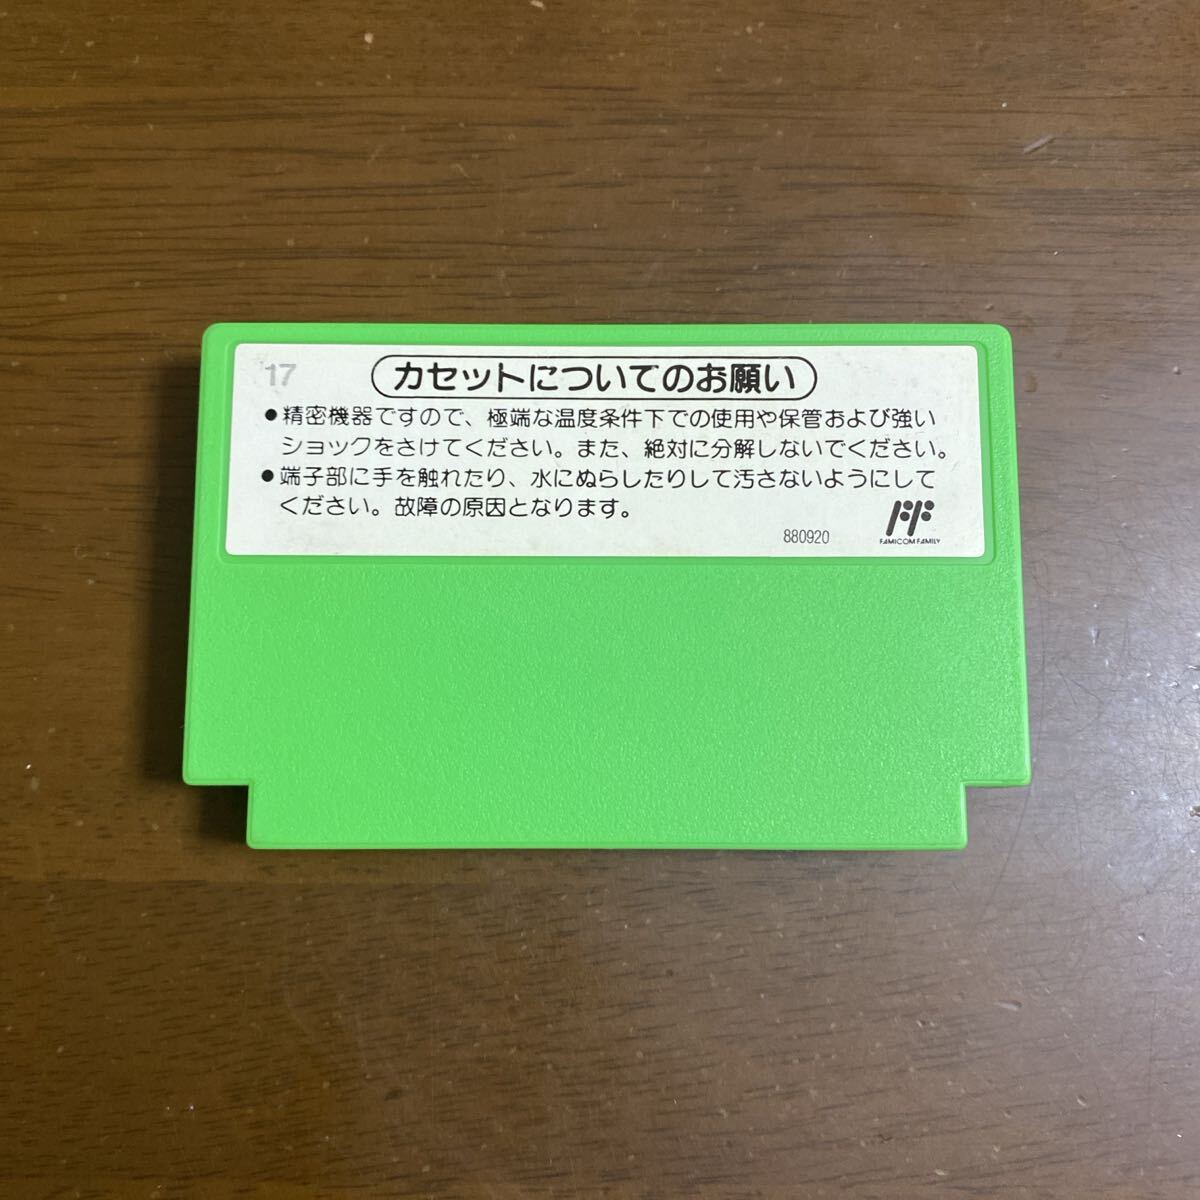 17
カセットについてのお願い
●精密機器ですので、極端な温度条件下での使用や保管および強い
ショックをさけてください。また、絶対に分解しないでください。
●端子部に手を触れたり、水にぬらしたりして汚さないようにして
ください。故障の原因となります。
880920
FAMICOM FAMILY